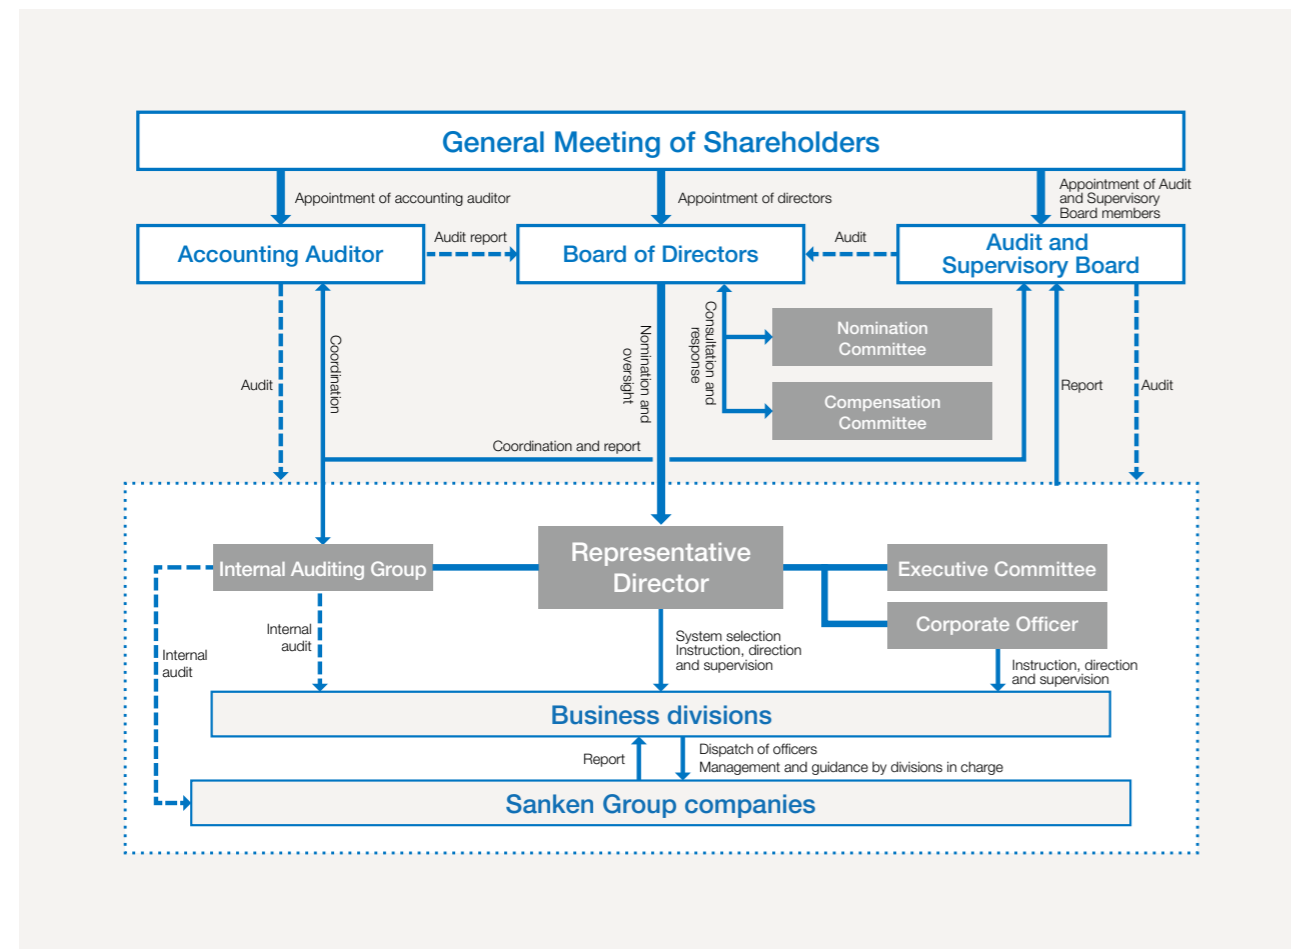 General Meeting of Shareholders
Appointment of accounting auditor
Appointment of directors
Appointment of Audit
and Supervisory
Board members
Accounting Auditor
Audit report
Board of Directors
Audit
Audit and
Supervisory Board
Audit
Coordination
Nomination and
oversight
Consultation and
response
Nomination
Committee
Compensation
Committee
Report
Audit
Coordination and report
Internal Auditing Group
Representative
Director
Executive Committee
Corporate Officer
Internal
audit
Internal
audit
System selection
Instruction, direction
and supervision
Instruction, direction
and supervision
Business divisions
Report
Dispatch of officers
Management and guidance by divisions in charge
Sanken Group companies